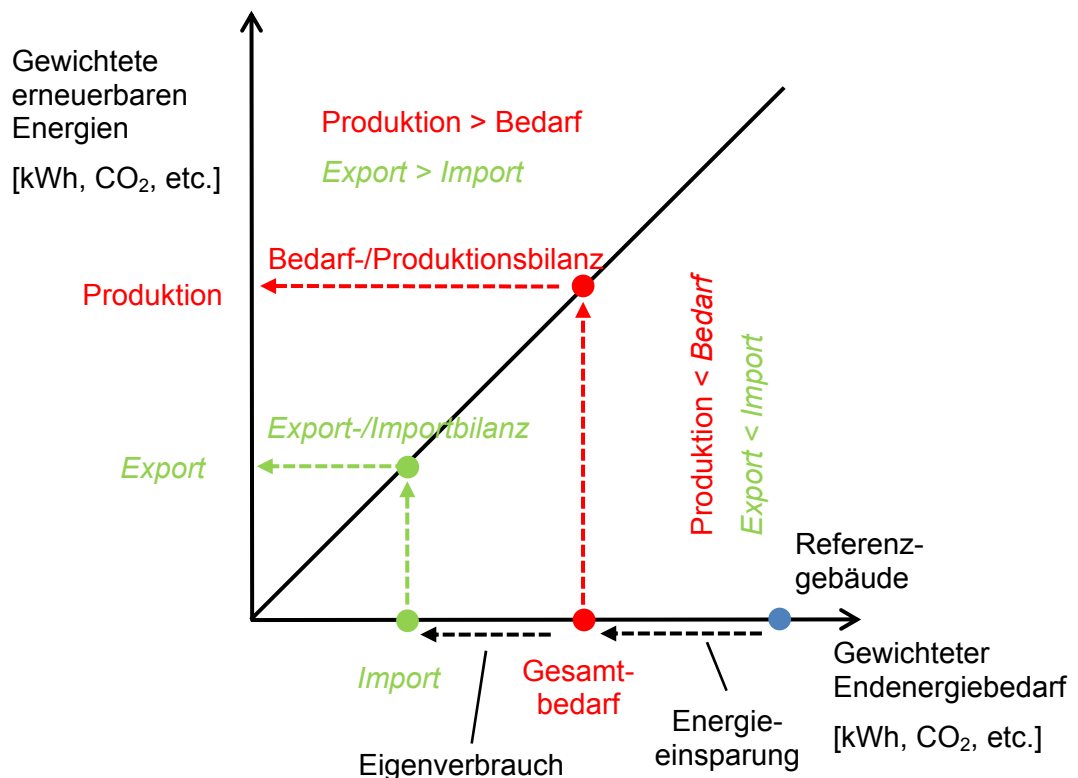 Gewichtete
erneuerbaren
Energien
[kWh, CO₂, etc.]
Produktion > Bedarf
Export > Import
Bedarf-/Produktionsbilanz
Produktion
Export-/Importbilanz
Export
Produktion < Bedarf
Export < Import
Referenz-
gebäude
Import
Gesamt-
bedarf
Gewichteter
Endenergiebedarf
[kWh, CO₂, etc.]
Energie-
einsparung
Eigenverbrauch